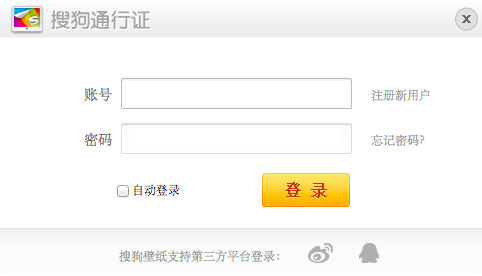 搜狗通行证
账号 注册新用户
密码 忘记密码?
自动登录 登 录
搜狗壁纸支持第三方平台登录: